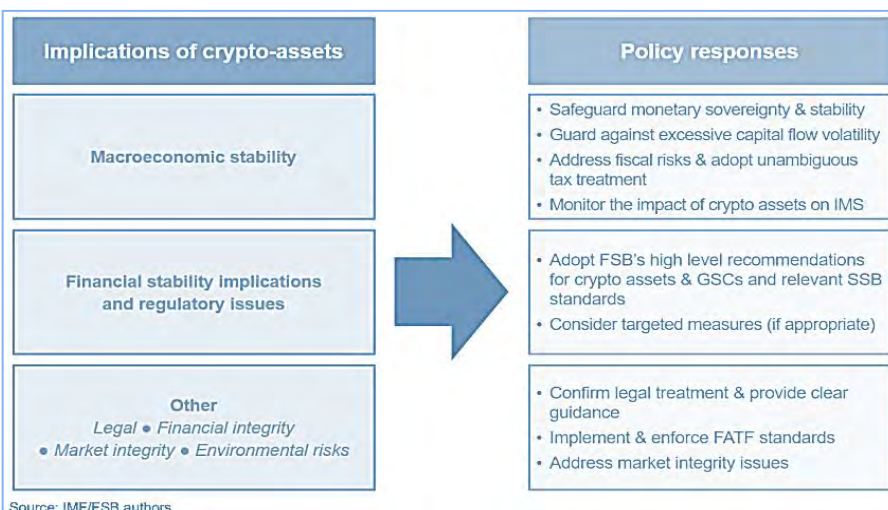 Implications of crypto-assets
Policy responses
Macroeconomic stability
• Safeguard monetary sovereignty & stability
• Guard against excessive capital flow volatility
• Address fiscal risks & adopt unambiguous
tax treatment
• Monitor the impact of crypto assets on IMS
Financial stability implications
and regulatory issues
• Adopt FSB's high level recommendations
for crypto assets & GSCs and relevant SSB
standards
• Consider targeted measures (if appropriate)
Other
Legal ● Financial integrity
● Market integrity ● Environmental risks
• Confirm legal treatment & provide clear
guidance
• Implement & enforce FATF standards
• Address market integrity issues
Source: IMF/FSB authors